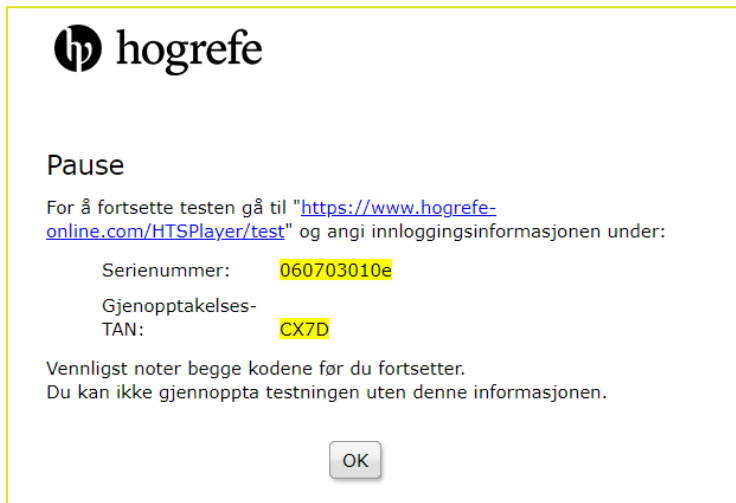 hp hogrefe
Pause
For å fortsette testen gå til "https://www.hogrefe-
online.com/HTSPlayer/test" og angi innloggingsinformasjonen under:
Serienummer: 060703010e
Gjenopptakelses-
TAN: CX7D
Vennligst noter begge kodene før du fortsetter.
Du kan ikke gjennoppta testningen uten denne informasjonen.
OK